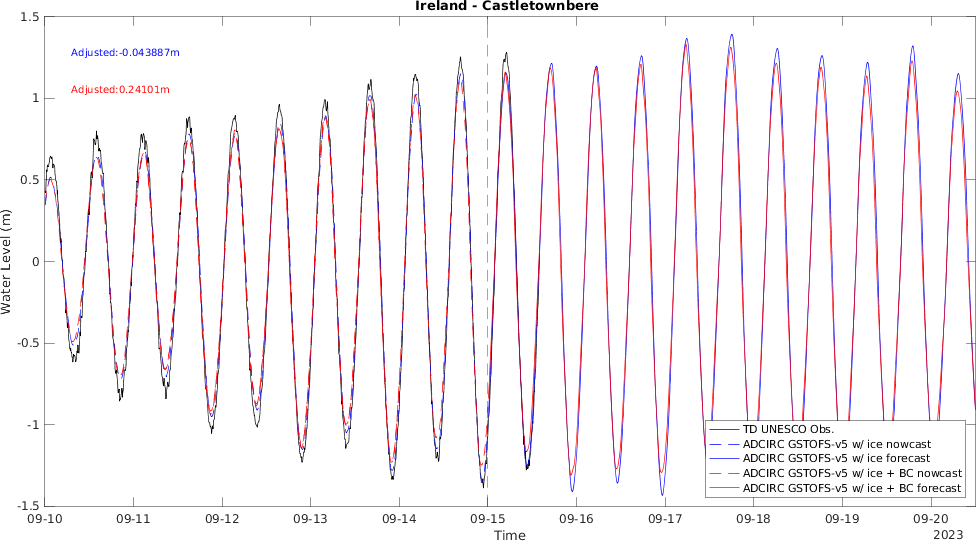 Ireland - Castletownbere
Adjusted:-0.043887m
Adjusted:0.24101m
1.5
1
0.5
0
-0.5
-1
-1.5
Water Level (m)
TD UNESCO Obs.
ADCIRC GSTOFS-v5 w/ ice nowcast
ADCIRC GSTOFS-v5 w/ ice forecast
ADCIRC GSTOFS-v5 w/ ice + BC nowcast
ADCIRC GSTOFS-v5 w/ ice + BC forecast
09-10 09-11 09-12 09-13 09-14 09-15 09-16 09-17 09-18 09-19 09-20
Time
2023